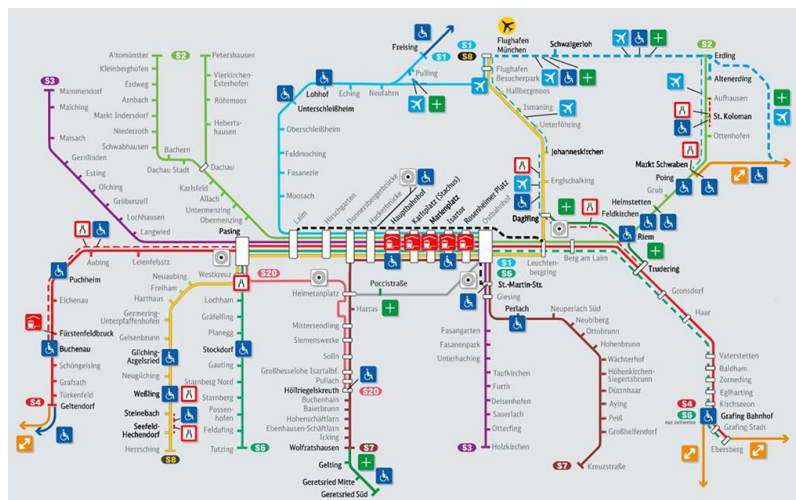 S2
Altomünster
Kleinberghofen
Erdweg
Arnbach
Markt Indersdorf
Niederroth
Schwabhausen
Bachern
Dachau Stadt
Petershausen
Vierkirchen-
Esterhofen
Röhrmoos
Heberts-
hausen
Dachau
Karlsfeld
Allach
Untermenzing
Obermenzing
S3
Mammendorf
Malching
Maisach
Gernlinden
Esting
Olching
Gröbenzell
Lochhausen
Langwied
Pasing
Freising
S1
Pulling
Neufahrn
Eching
Lohhof
Unterschleißheim
Oberschleißheim
Feldmoching
Fasanerie
Moosach
Laim
Hirschgarten
Donnersbergerbrücke
Hackerbrücke
Hauptbahnhof
Karlsplatz (Stachus)
Marienplatz
Isartor
Rosenheimer Platz
Ostbahnhof
S1
S8
Flughafen
München
Flughafen
Besucherpark
Hallbergmoos
Ismaning
Unterföhring
Johanneskirchen
Englschalking
Daglfing
Leuchten-
bergring
Schwaigerloh
S2
Erding
Altenerding
Aufhausen
St. Koloman
Ottenhofen
Markt Schwaben
Poing
Grub
Heimstetten
Feldkirchen
Riem
Berg am Laim
Trudering
Gronsdorf
Haar
Vaterstetten
Baldham
Zorneding
Eglharting
Kirchseeon
S4
S6
Grafing Bahnhof
Grafing Stadt
Ebersberg
Aubing
Leienfelsstr.
Puchheim
Eichenau
Fürstenfeldbruck
Buchenau
Schöngeising
Grafrath
Türkenfeld
S4
Geltendorf
Westkreuz
Neuaubing
Freiham
Harthaus
Germering-
Unterpfaffenhofen
Geisenbrunn
Gilching-
Argelsried
Neugilching
Weßling
Steinebach
Seefeld-
Hechendorf
Herrsching
S8
Lochham
Gräfelfing
Planegg
Stockdorf
Gauting
Starnberg Nord
Starnberg
Possen-
hofen
Feldafing
Tutzing
S6
S20
Heimeranplatz
Poccistraße
Harras
Mittersendling
Siemenswerke
Solln
Großhesselohe Isartalbf.
Pullach
Höllriegelskreuth
S20
Buchenhain
Baierbrunn
Hohenschäftlarn
Ebenhausen-Schäftlarn
Icking
Wolfratshausen
S7
Gelting
Geretsried Mitte
Geretsried Süd
S1
S6
St.-Martin-Str.
Giesing
Perlach
Fasangarten
Fasanenpark
Unterhaching
Taufkirchen
Furth
Deisenhofen
Sauerlach
Otterfing
S3
Holzkirchen
Neuperlach Süd
Neubiberg
Ottobrunn
Hohenbrunn
Wächterhof
Höhenkirchen-
Siegertsbrunn
Dürrnhaar
Aying
Peiß
Großhelfendorf
S7
Kreuzstraße